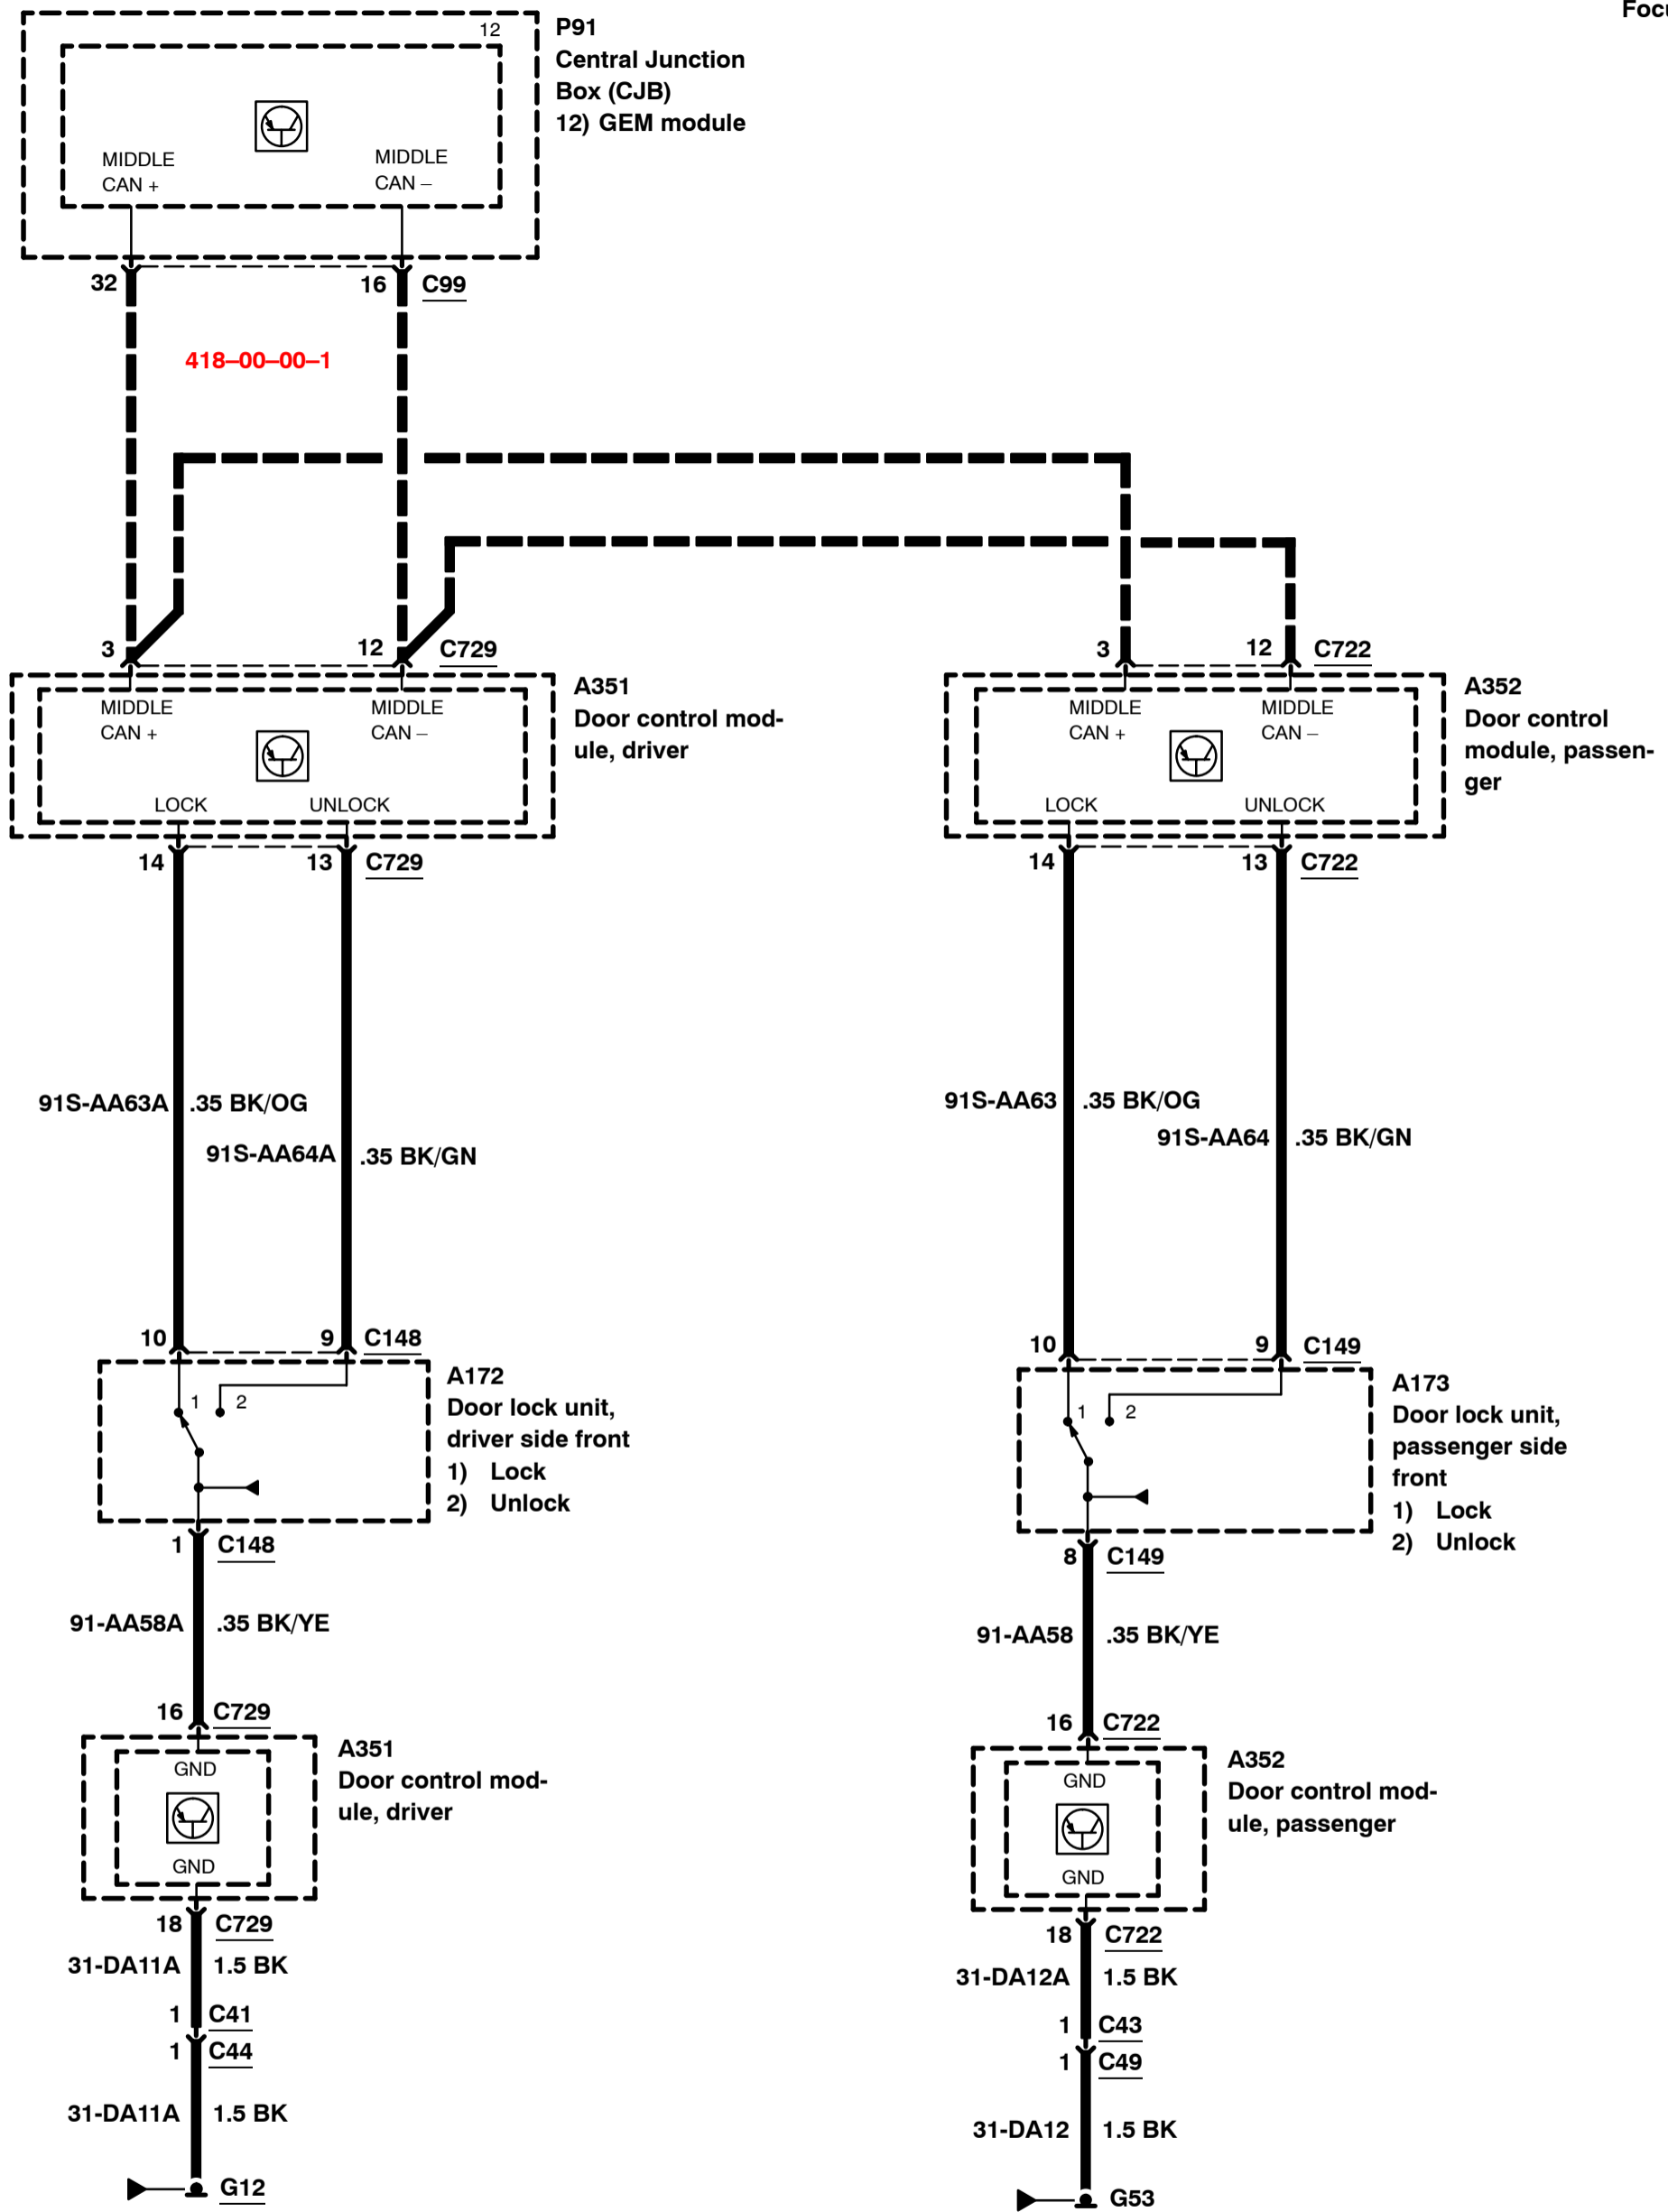 Focu
12
P91
Central Junction
Box (CJB)
12) GEM module
MIDDLE
CAN +
MIDDLE
CAN –
32
16
C99
418–00–00–1
3
12
C729
3
12
C722
A351
Door control mod-
ule, driver
MIDDLE
CAN +
MIDDLE
CAN –
LOCK
UNLOCK
A352
Door control
module, passen-
ger
MIDDLE
CAN +
MIDDLE
CAN –
LOCK
UNLOCK
14
13
C729
14
13
C722
91S-AA63A
.35 BK/OG
91S-AA64A
.35 BK/GN
91S-AA63
.35 BK/OG
91S-AA64
.35 BK/GN
10
9
C148
10
9
C149
1
2
A172
Door lock unit,
driver side front
1) Lock
2) Unlock
1
2
A173
Door lock unit,
passenger side
front
1) Lock
2) Unlock
1
C148
8
C149
91-AA58A
.35 BK/YE
91-AA58
.35 BK/YE
16
C729
16
C722
GND
GND
A351
Door control mod-
ule, driver
GND
GND
A352
Door control mod-
ule, passenger
18
C729
18
C722
31-DA11A
1.5 BK
31-DA12A
1.5 BK
1
C41
1
C44
1
C43
1
C49
31-DA11A
1.5 BK
31-DA12
1.5 BK
G12
G53